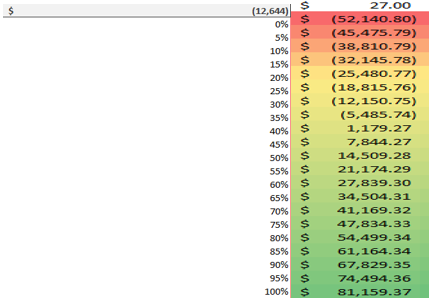 $ (12,644) $ 27.00
0% $ (52,140.80)
5% $ (45,475.79)
10% $ (38,810.79)
15% $ (32,145.78)
20% $ (25,480.77)
25% $ (18,815.76)
30% $ (12,150.75)
35% $ (5,485.74)
40% $ 1,179.27
45% $ 7,844.27
50% $ 14,509.28
55% $ 21,174.29
60% $ 27,839.30
65% $ 34,504.31
70% $ 41,169.32
75% $ 47,834.33
80% $ 54,499.34
85% $ 61,164.34
90% $ 67,829.35
95% $ 74,494.36
100% $ 81,159.37